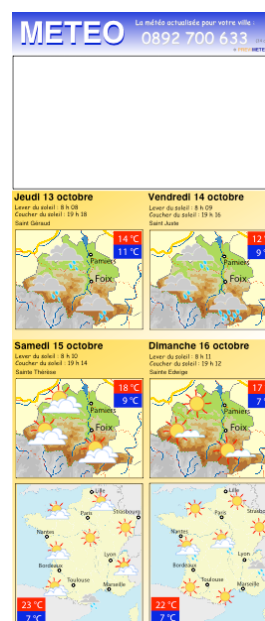 METEO
La météo actualisée pour votre ville :
0892 700 633
Jeudi 13 octobre
Lever du soleil : 8 h 08
Coucher du soleil : 19 h 18
Saint Géraud
14 °C
11 °C
Pamiers
Foix
Vendredi 14 octobre
Lever du soleil : 8 h 09
Coucher du soleil : 19 h 16
Saint Juste
12
9
Pamiers
Foix
Samedi 15 octobre
Lever du soleil : 8 h 10
Coucher du soleil : 19 h 14
Sainte Thérèse
18 °C
9 °C
Pamiers
Foix
Dimanche 16 octobre
Lever du soleil : 8 h 11
Coucher du soleil : 19 h 12
Sainte Edwige
17
7
Pamiers
Foix
Lille
Paris
Strasbourg
Nantes
Lyon
Bordeaux
Toulouse
Marseille
23 °C
7 °C
Lille
Paris
Nantes
Lyon
Bordeaux
Toulouse
Marseille
22 °C
7 °C